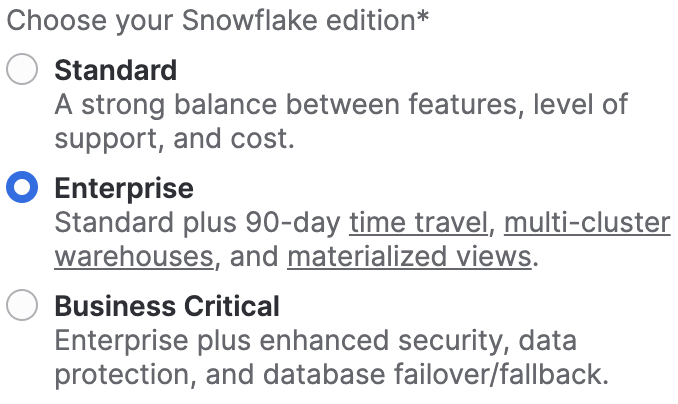 Choose your Snowflake edition*
Standard
A strong balance between features, level of
support, and cost.
Enterprise
Standard plus 90-day time travel, multi-cluster
warehouses, and materialized views.
Business Critical
Enterprise plus enhanced security, data
protection, and database failover/fallback.